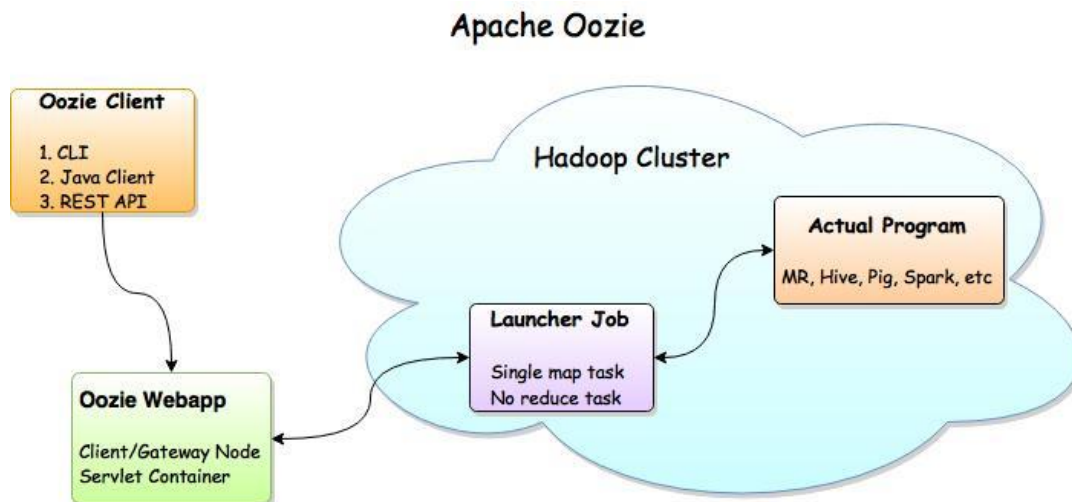 Apache Oozie
Oozie Client
1. CLI
2. Java Client
3. REST API
Hadoop Cluster
Actual Program
MR, Hive, Pig, Spark, etc
Launcher Job
Single map task
No reduce task
Oozie Webapp
Client/Gateway Node
Servlet Container